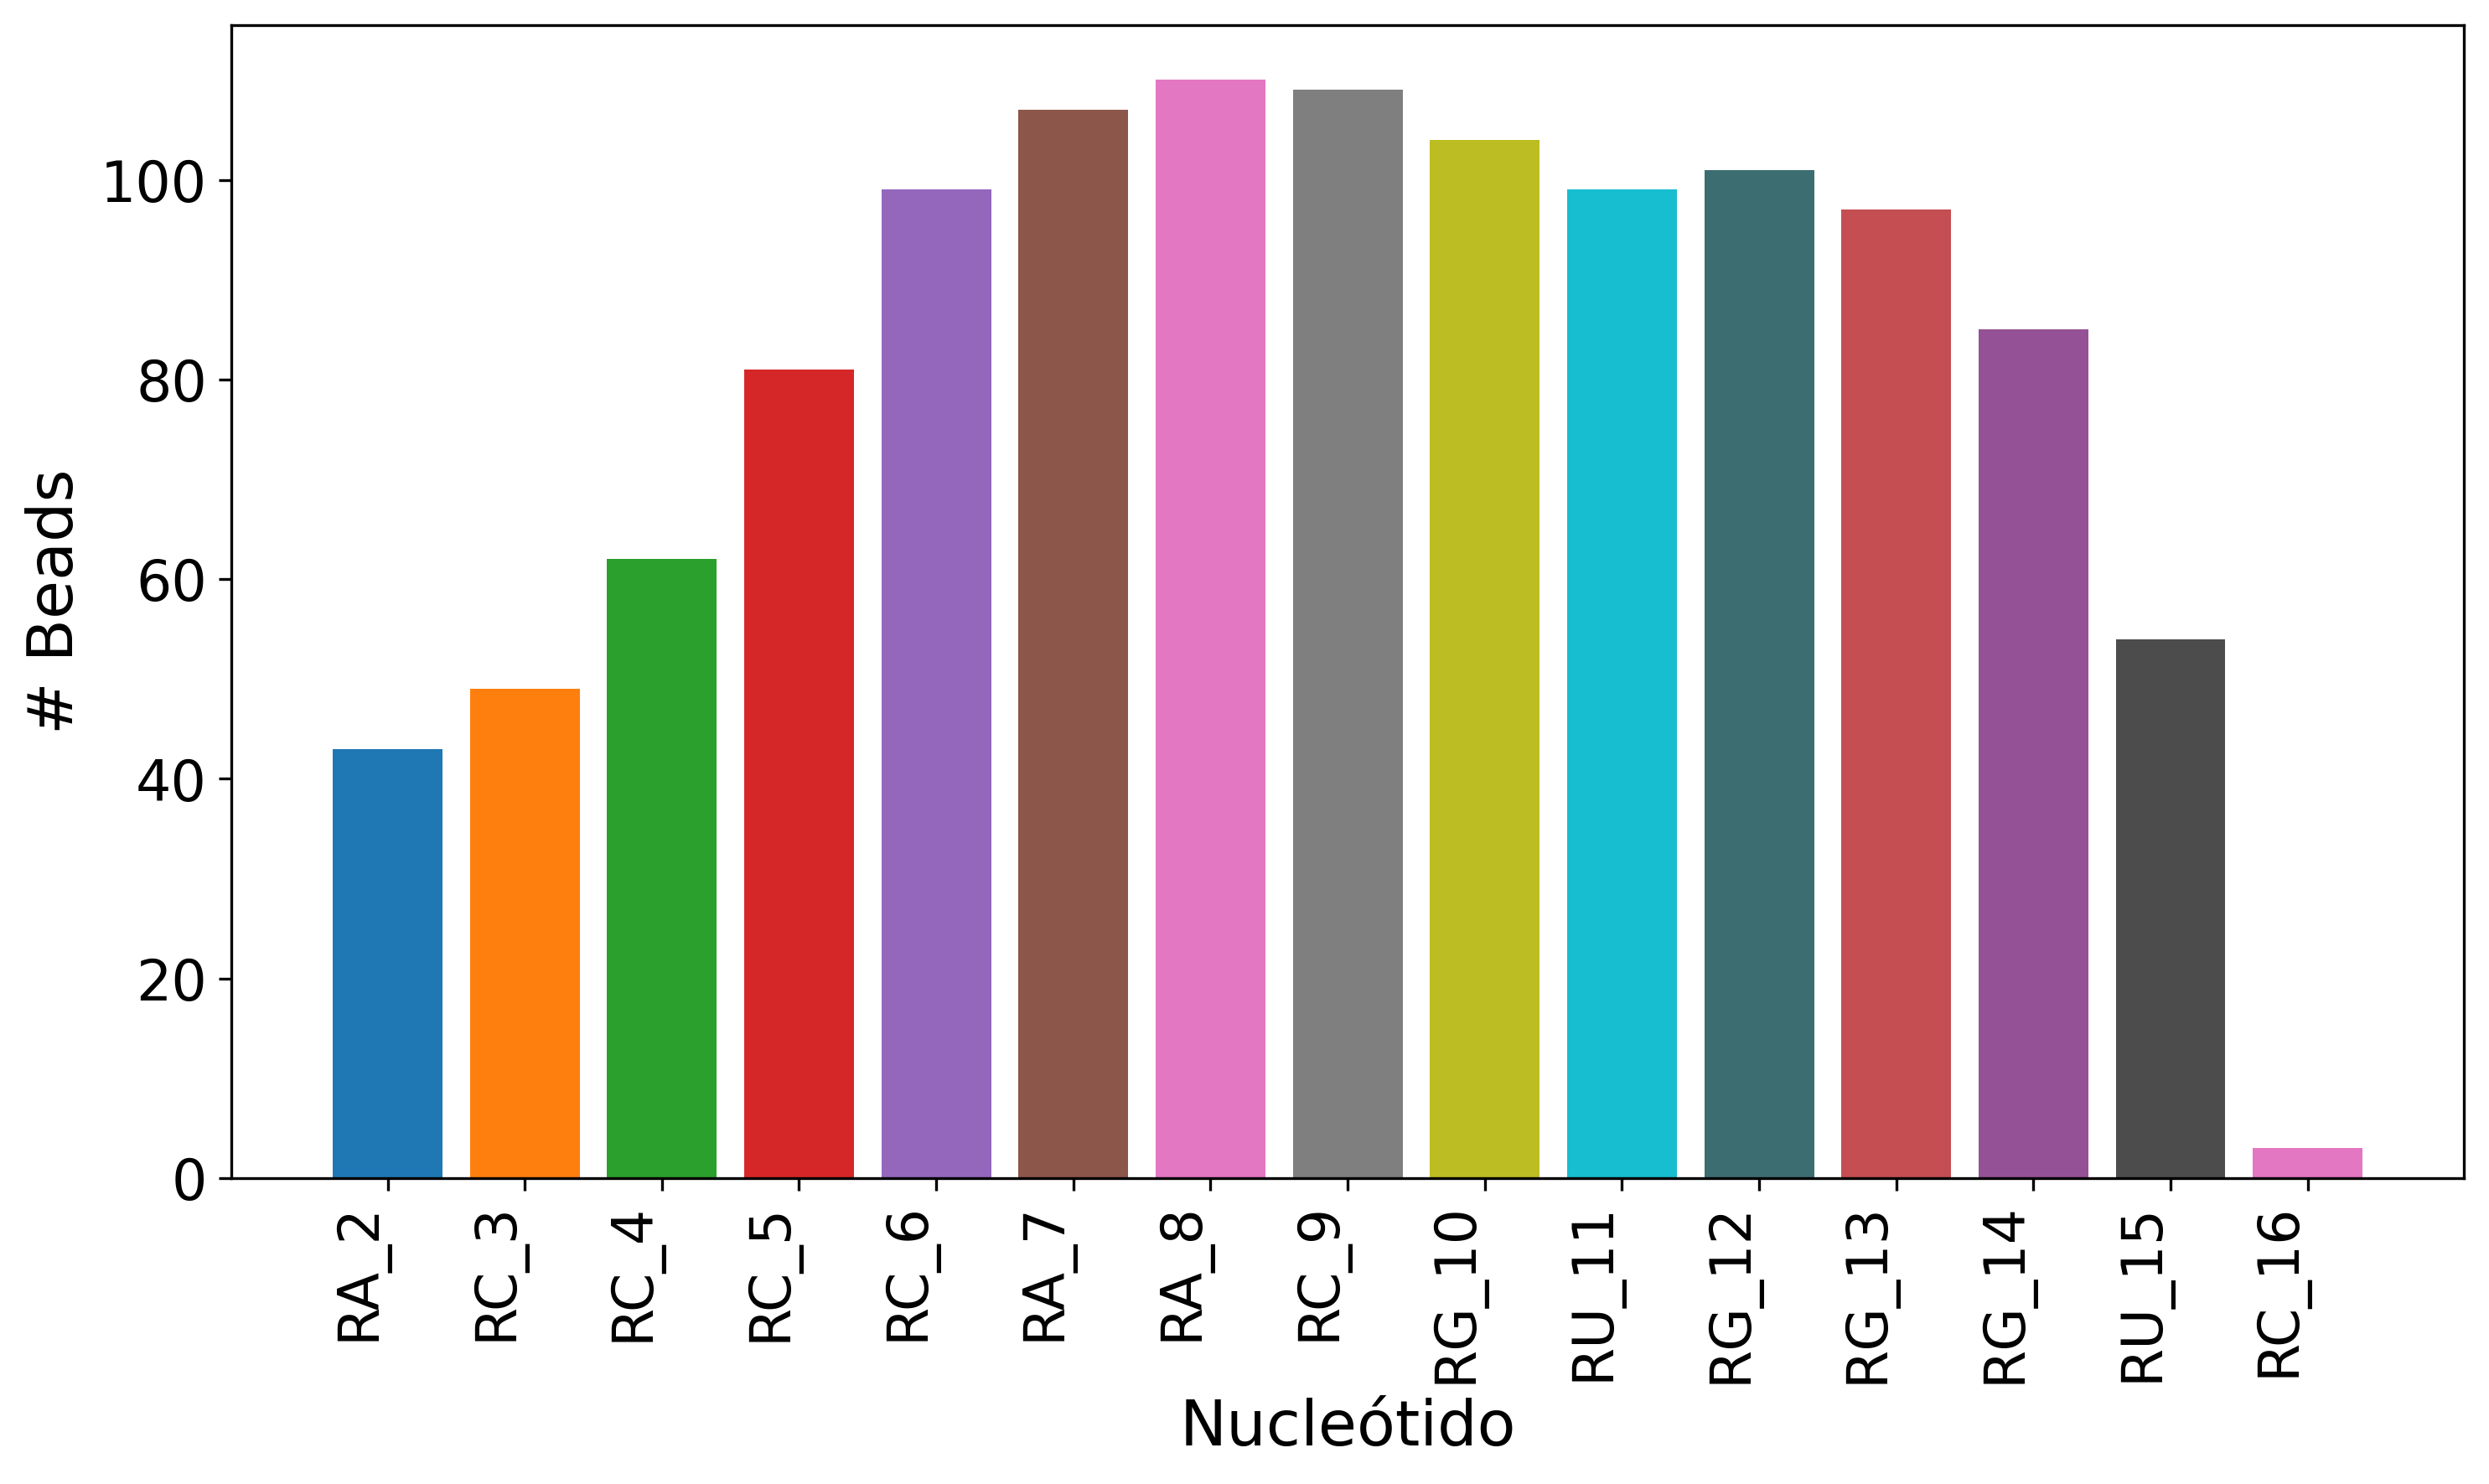 # Beads
100
80
60
40
20
0
RA_2
RC_3
RC_4
RC_5
RC_6
RA_7
RA_8
RC_9
RG_10
RU_11
RG_12
RG_13
RG_14
RU_15
RC_16
Nucleótido